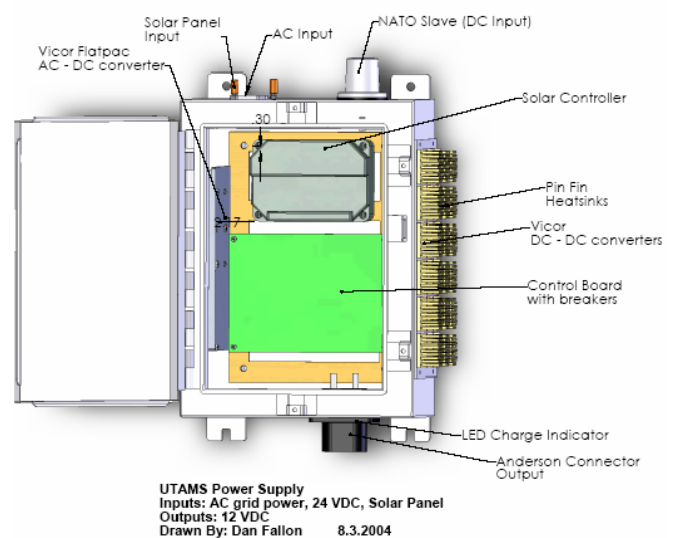 Solar Panel
Input
AC Input
NATO Slave (DC Input)
Vicor Flatpac
AC - DC converter
Solar Controller
.30
Pin Fin
Heatsinks
Vicor
DC - DC converters
Control Board
with breakers
LED Charge Indicator
Anderson Connector
Output
UTAMS Power Supply
Inputs: AC grid power, 24 VDC, Solar Panel
Outputs: 12 VDC
Drawn By: Dan Fallon 8.3.2004